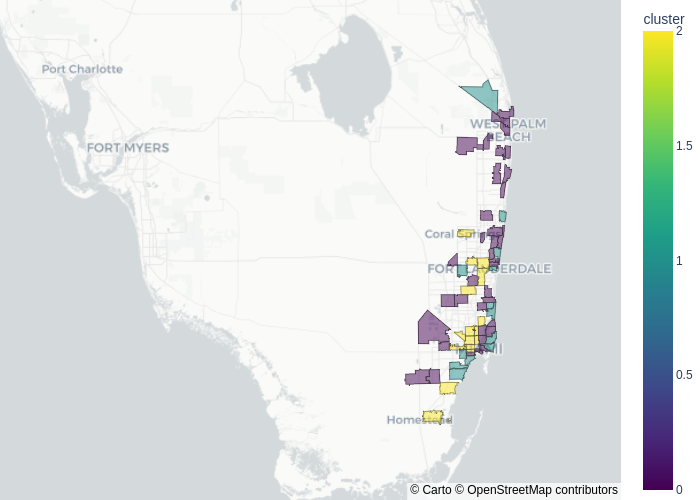 cluster
2
1.5
1
0.5
0
Port Charlotte
FORT MYERS
WEST PALM
BEACH
Coral Springs
FORT LAUDERDALE
Homestead
© Carto © OpenStreetMap contributors